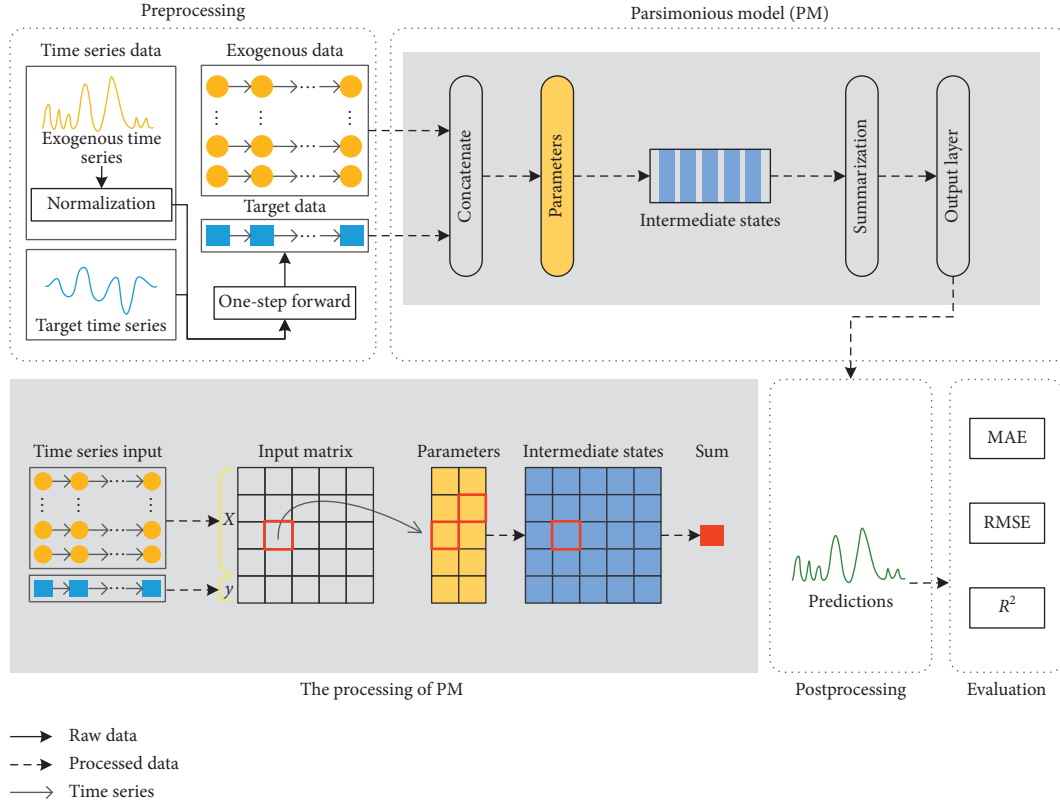 Preprocessing
Parsimonious model (PM)
Time series data
Exogenous data
Exogenous time
series
Normalization
Target data
Target time series
One-step forward
Concatenate
Parameters
Intermediate states
Summarization
Output layer
Time series input
Input matrix
Parameters
Intermediate states
Sum
X
y
The processing of PM
Predictions
Postprocessing
MAE
RMSE
R²
Evaluation
Raw data
Processed data
Time series